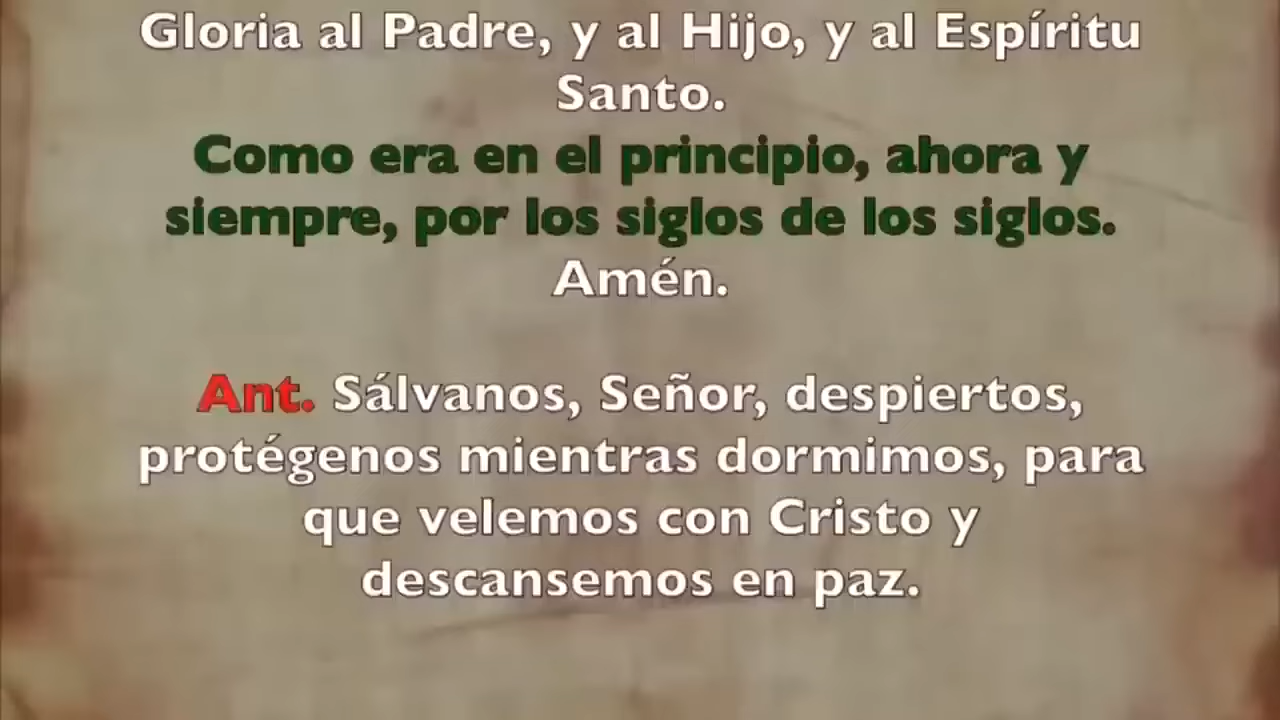 Gloria al Padre, y al Hijo, y al Espíritu
Santo.
Como era en el principio, ahora y
siempre, por los siglos de los siglos.
Amén.
Ant. Sálvanos, Señor, despiertos,
protégenos mientras dormimos, para
que velemos con Cristo y
descansemos en paz.